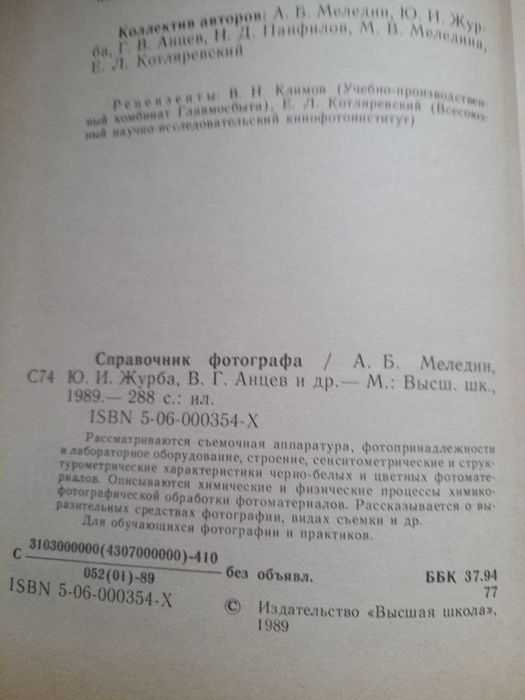 Коллектив авторов: А. Б. Меледин, Ю. И. Жур-
ба, Г. В. Анцев, Н. Д. Панфилов, М. В. Меледина,
Е. Л. Котляревский
Рецензенты: В. Н. Климов (Учебно-производствен-
ный комбинат Главмосбыта), Е. Л. Котляревский (Всесоюз-
ный научно-исследовательский кинофотоинститут)
Справочник фотографа / А. Б. Меледин,
С74 Ю. И. Журба, В. Г. Анцев и др.— М.: Высш. шк.,
1989.— 288 с.: ил.
ISBN 5-06-000354-X
Рассматриваются съемочная аппаратура, фотопринадлежности
и лабораторное оборудование, строение, сенситометрические и струк-
турометрические характеристики черно-белых и цветных фотомате-
риалов. Описываются химические и физические процессы химико-
фотографической обработки фотоматериалов. Рассказывается о вы-
разительных средствах фотографии, видах съемки и др.
Для обучающихся фотографии и практиков.
С 3103000000(4307000000)-410
052(01)-89
без объявл.
ББК 37.94
77
ISBN 5-06-000354-X
© Издательство «Высшая школа»,
1989